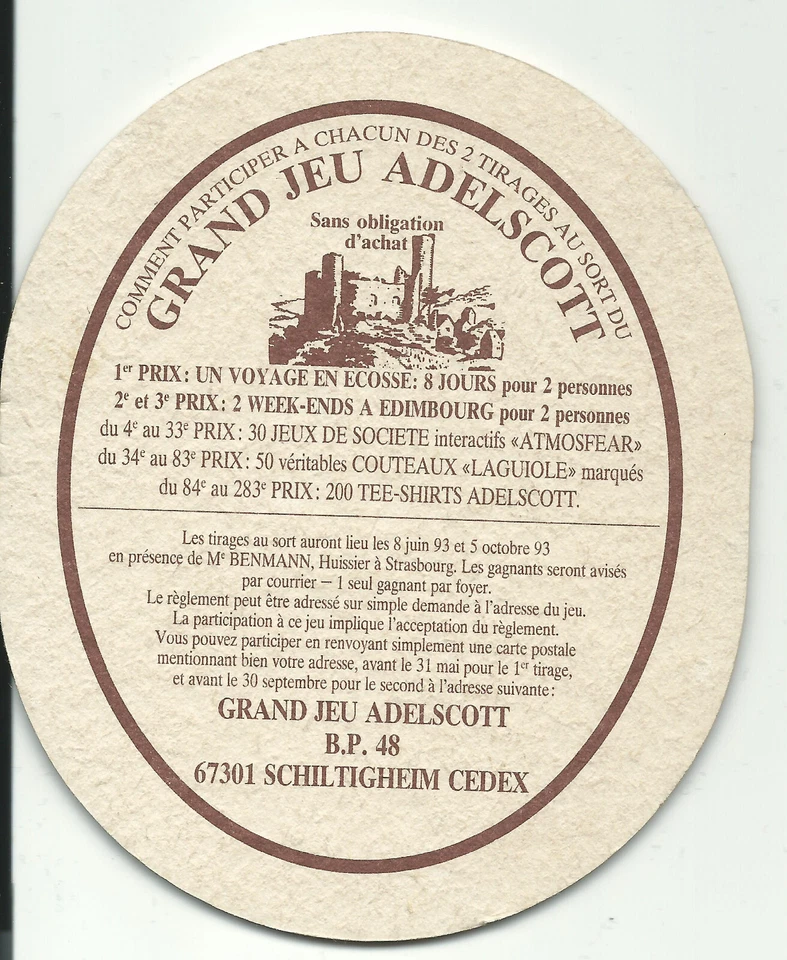 COMMENT PARTICIPER A CHACUN DES 2 TIRAGES AU SORT DU
GRAND JEU ADELSCOTT
Sans obligation
d'achat
1er PRIX: UN VOYAGE EN ECOSSE: 8 JOURS pour 2 personnes
2e et 3e PRIX: 2 WEEK-ENDS A EDIMBOURG pour 2 personnes
du 4e au 33e PRIX: 30 JEUX DE SOCIETE interactifs «ATMOSFEAR»
du 34e au 83e PRIX: 50 véritables COUTEAUX «LAGUIOLE» marqués
du 84e au 283e PRIX: 200 TEE-SHIRTS ADELSCOTT.
Les tirages au sort auront lieu les 8 juin 93 et 5 octobre 93
en présence de Me BENMANN, Huissier à Strasbourg. Les gagnants seront avisés
par courrier – 1 seul gagnant par foyer.
Le règlement peut être adressé sur simple demande à l'adresse du jeu.
La participation à ce jeu implique l'acceptation du règlement.
Vous pouvez participer en renvoyant simplement une carte postale
mentionnant bien votre adresse, avant le 31 mai pour le 1er tirage,
et avant le 30 septembre pour le second à l'adresse suivante:
GRAND JEU ADELSCOTT
B.P. 48
67301 SCHILTIGHEIM CEDEX